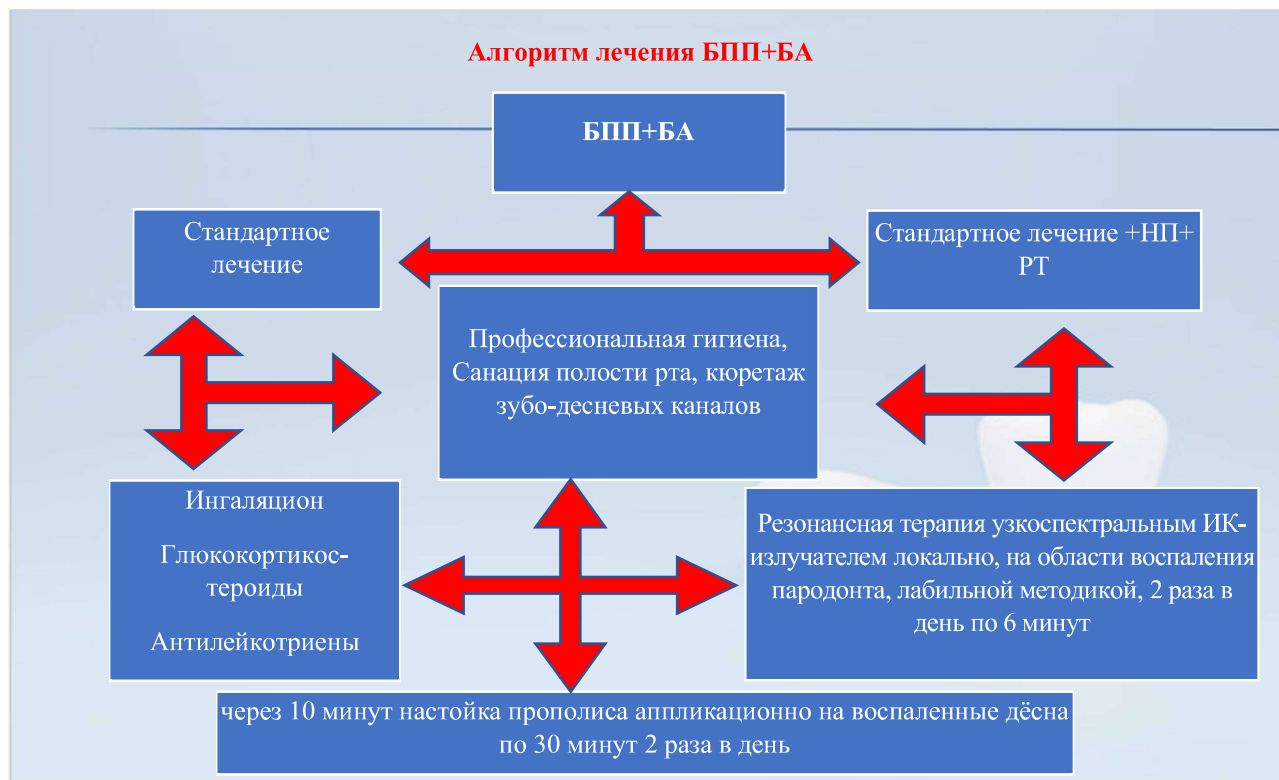 Алгоритм лечения БПП+БА
БПП+БА
Стандартное
лечение
Стандартное лечение +НП+
РТ
Профессиональная гигиена,
Санация полости рта, кюретаж
зубо-десневых каналов
Ингаляцион
Глюкокортикос-
тероиды
Антилейкотриены
Резонансная терапия узкоспектральным ИК-
излучателем локально, на области воспаления
пародонта, лабильной методикой, 2 раза в
день по 6 минут
через 10 минут настойка прополиса аппликационно на воспаленные дёсна
по 30 минут 2 раза в день